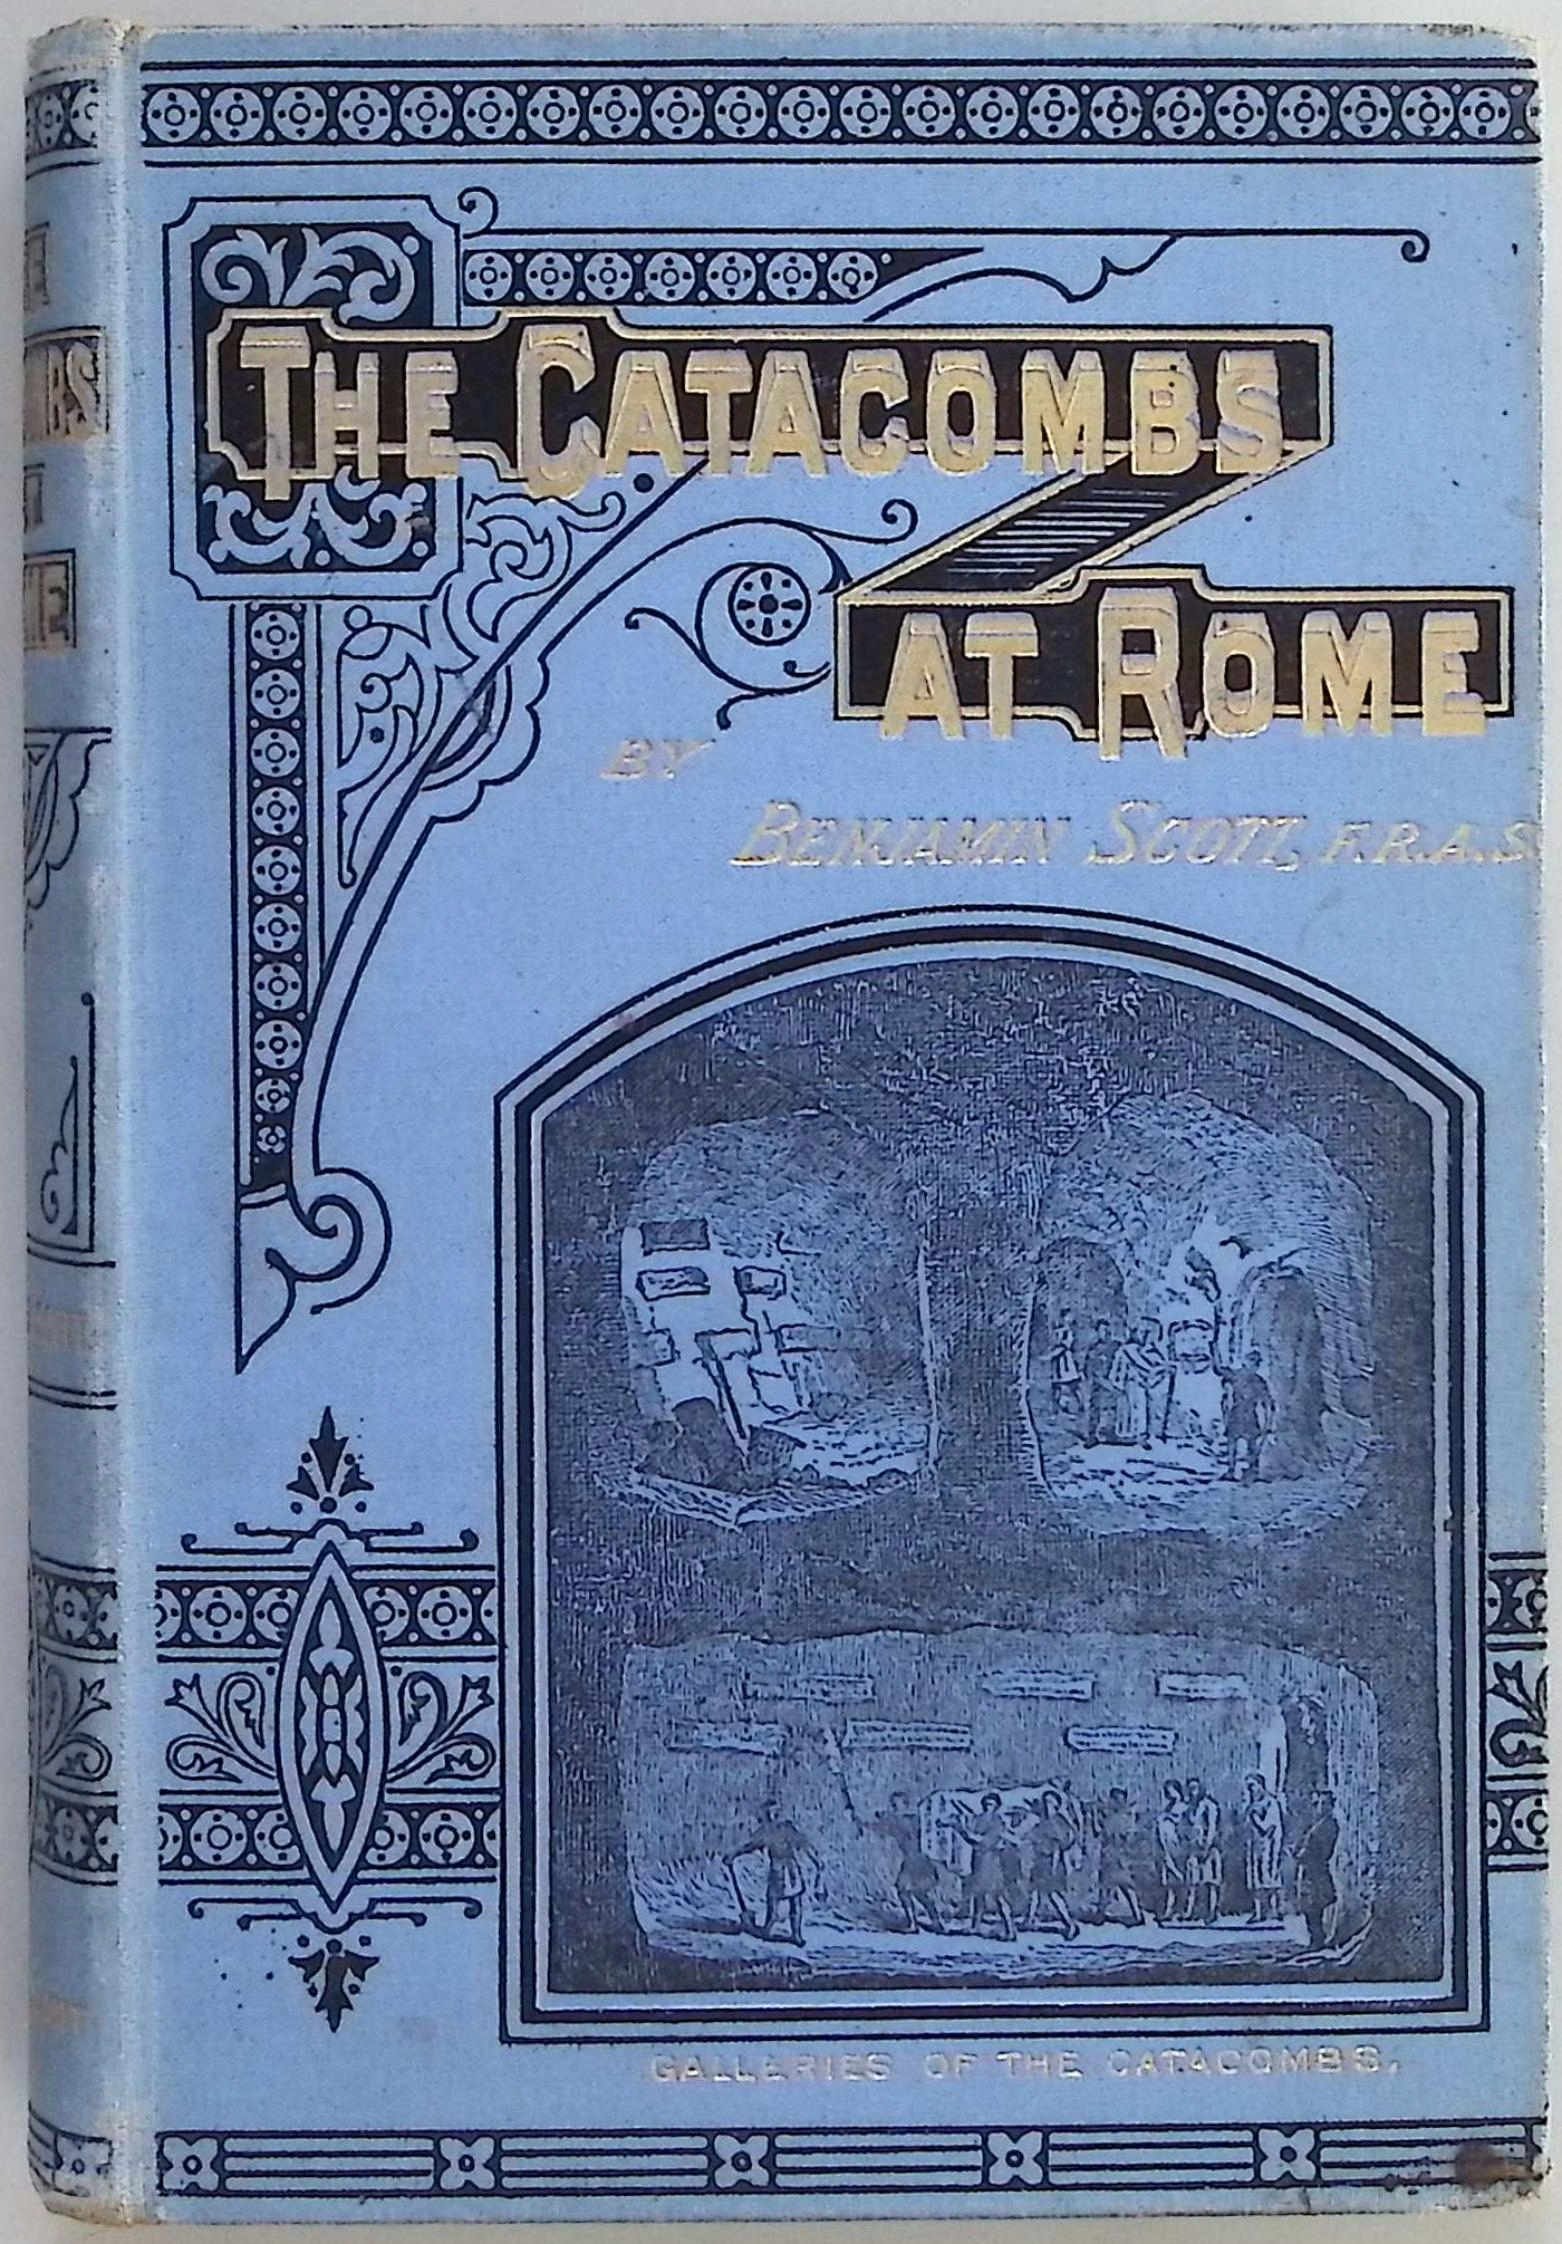 THE CATACOMBS
AT ROME
BY
BENJAMIN SCOTT, F.R.A.S
GALLERIES OF THE CATACOMBS.